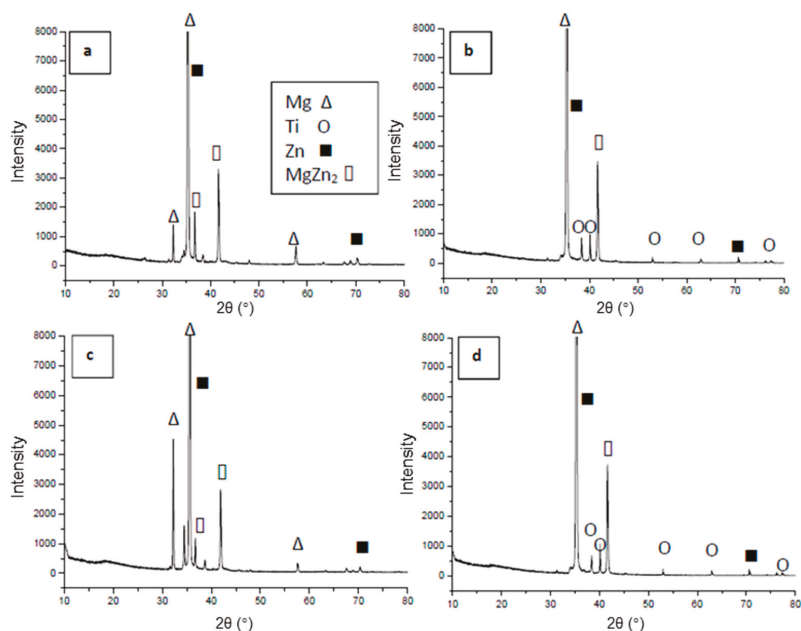 Δ
a
8000
7000
6000
5000
4000
3000
2000
1000
0
Intensity
■
Mg Δ
Ti O
Zn ■
MgZn₂ ▯
▯
Δ
▯
Δ
■
10 20 30 40 50 60 70 80
2θ (°)
Δ
b
8000
7000
6000
5000
4000
3000
2000
1000
0
Intensity
■
▯
O O
O
O
■
O
10 20 30 40 50 60 70 80
2θ (°)
Δ
c
8000
7000
6000
5000
4000
3000
2000
1000
0
Intensity
■
Δ
▯
▯
Δ
■
10 20 30 40 50 60 70 80
2θ (°)
Δ
d
8000
7000
6000
5000
4000
3000
2000
1000
0
Intensity
■
▯
O
O
O
O
■
O
10 20 30 40 50 60 70 80
2θ (°)